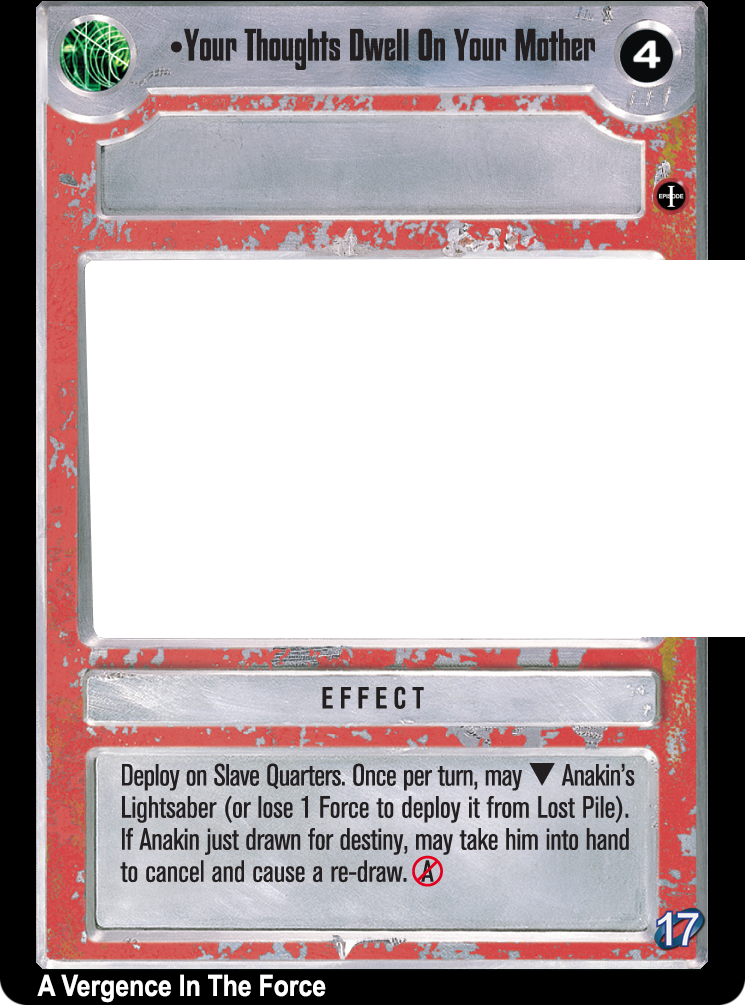 •Your Thoughts Dwell On Your Mother
4
EPISODE
I
EFFECT
Deploy on Slave Quarters. Once per turn, may ▼ Anakin's
Lightsaber (or lose 1 Force to deploy it from Lost Pile).
If Anakin just drawn for destiny, may take him into hand
to cancel and cause a re-draw. A
17
A Vergence In The Force